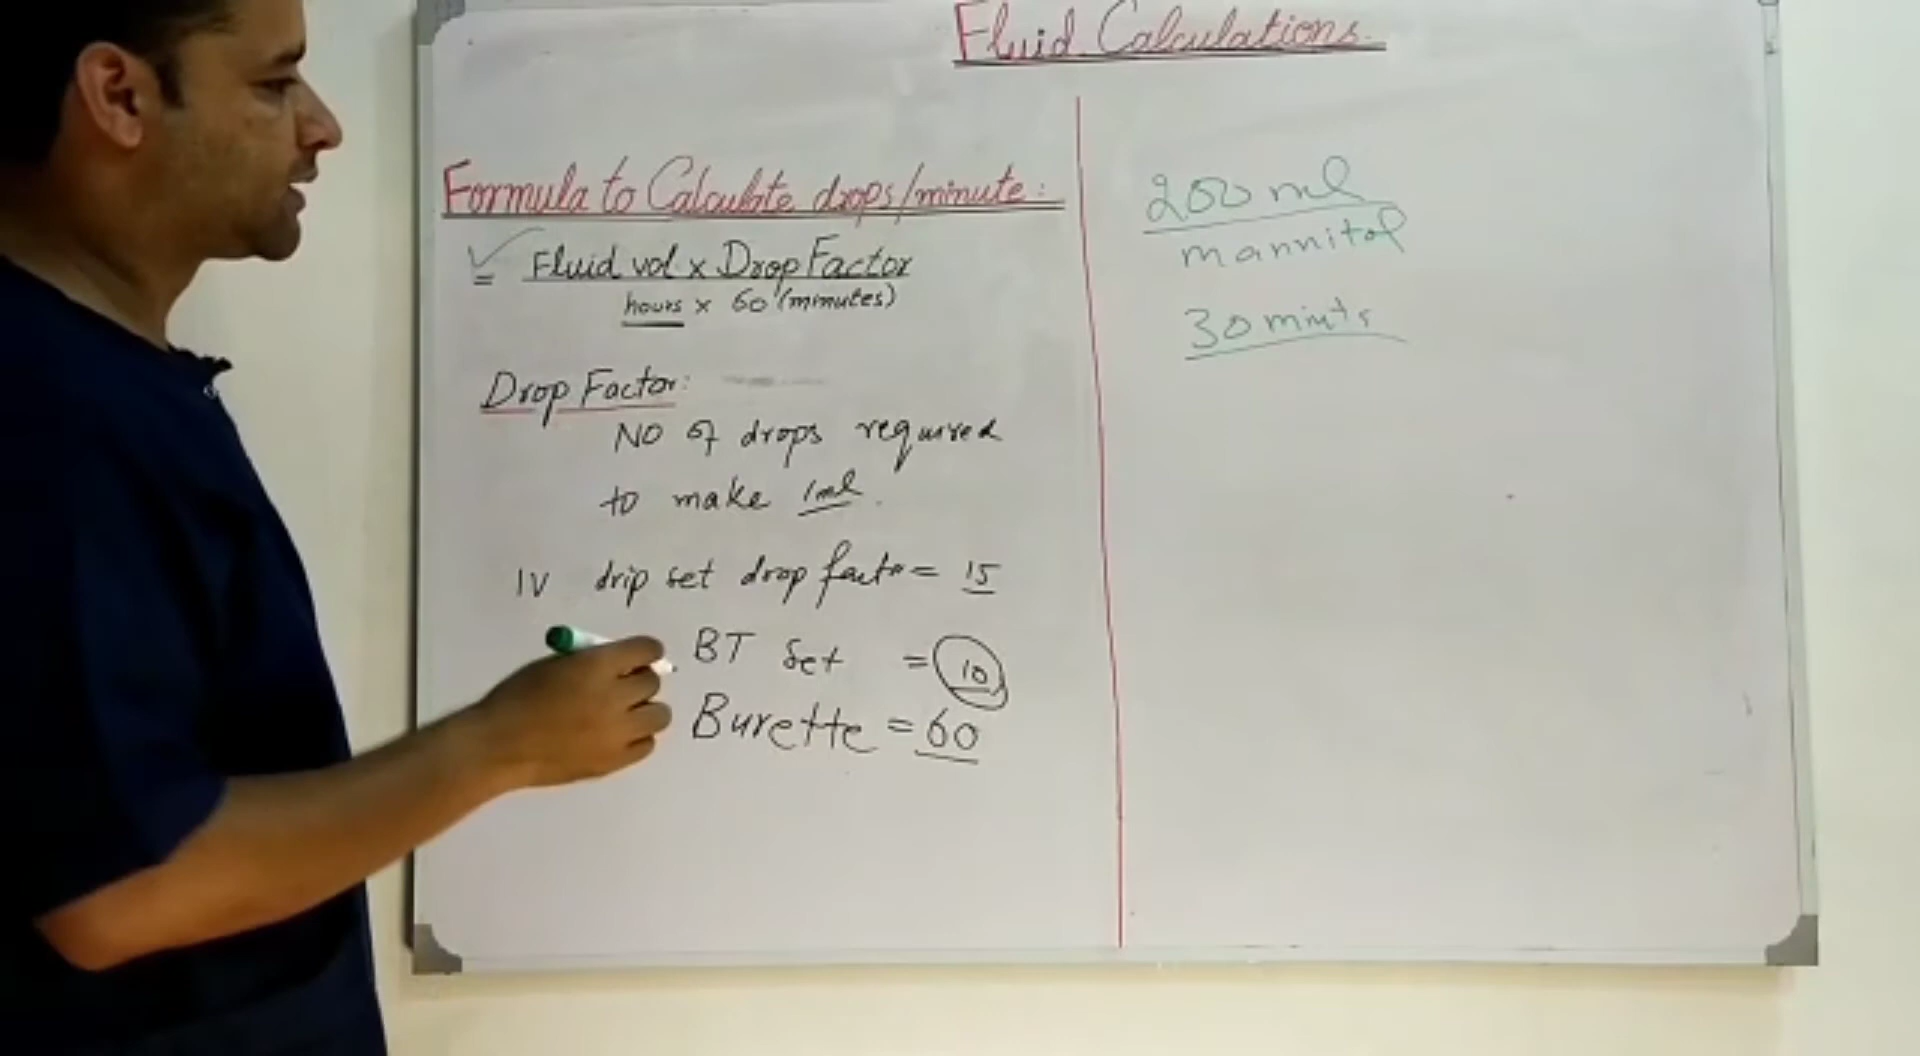 Fluid Calculations.
Formula to Calculate drops/minute:
= Fluid vol x Drop Factor
hours x 60 (minutes)
Drop Factor:
NO of drops required
to make 1ml.
IV drip set drop factor = 15
BT Set = 10
Burette = 60
200 ml
mannitol
30 minuts